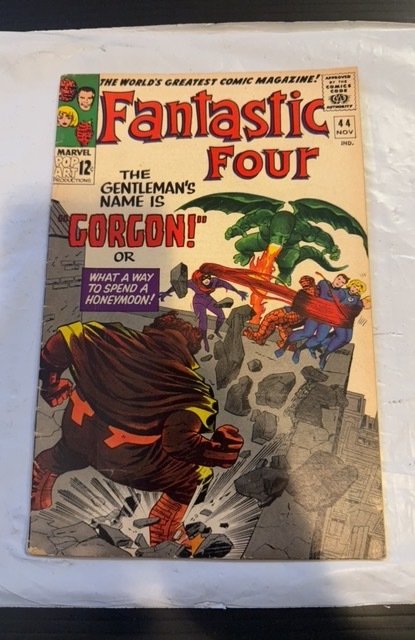 THE WORLD'S GREATEST COMIC MAGAZINE!
APPROVED
BY THE
COMICS
CODE
AUTHORITY
Fantastic
Four
44
NOV
IND.
MARVEL
POP
ART
PRODUCTIONS
12¢
THE
GENTLEMAN'S
NAME IS
"GORGON!"
OR
WHAT A WAY
TO SPEND A
HONEYMOON!